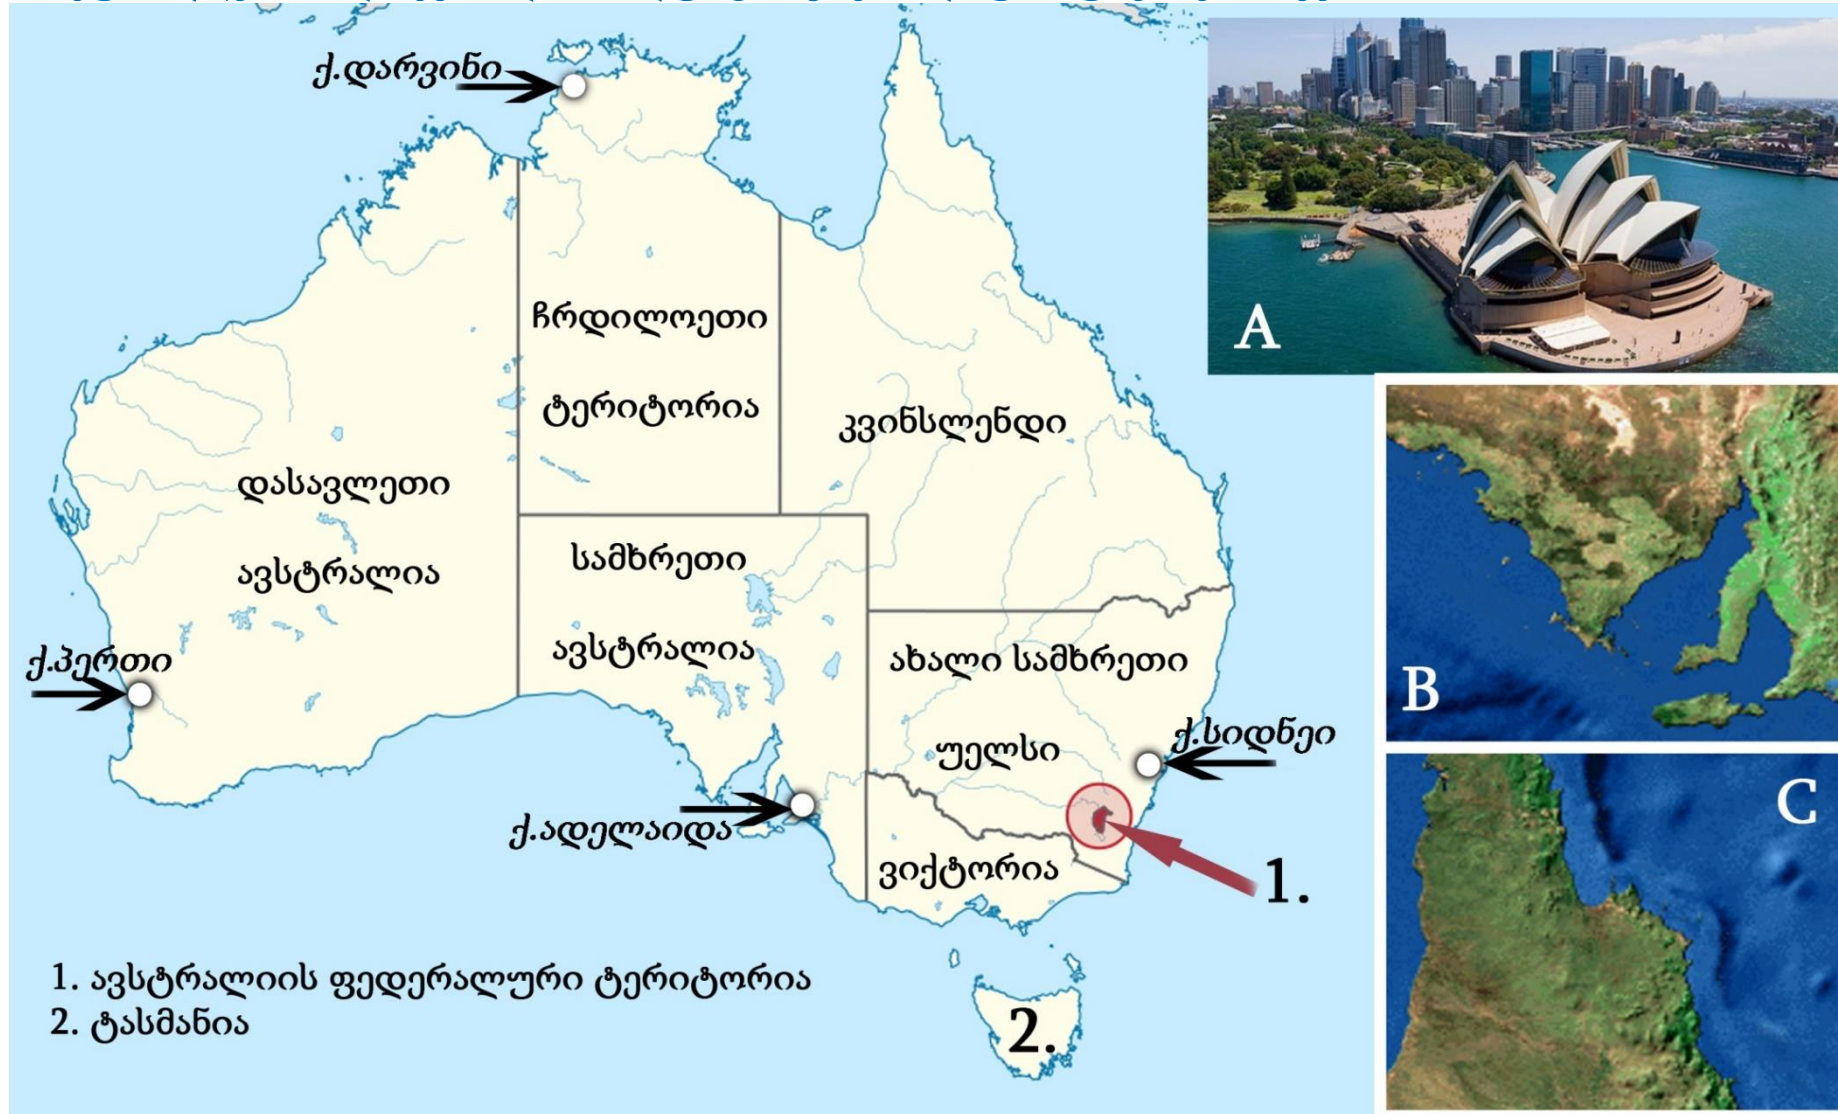 ქ.დარვინი
A
ჩრდილოეთი
ტერიტორია
კვინსლენდი
დასავლეთი
ავსტრალია
სამხრეთი
ავსტრალია
ქ.პერთი
ახალი სამხრეთი
უელსი
ქ.სიდნეი
B
C
ქ.ადელაიდა
ვიქტორია
1.
1. ავსტრალიის ფედერალური ტერიტორია
2. ტასმანია
2.